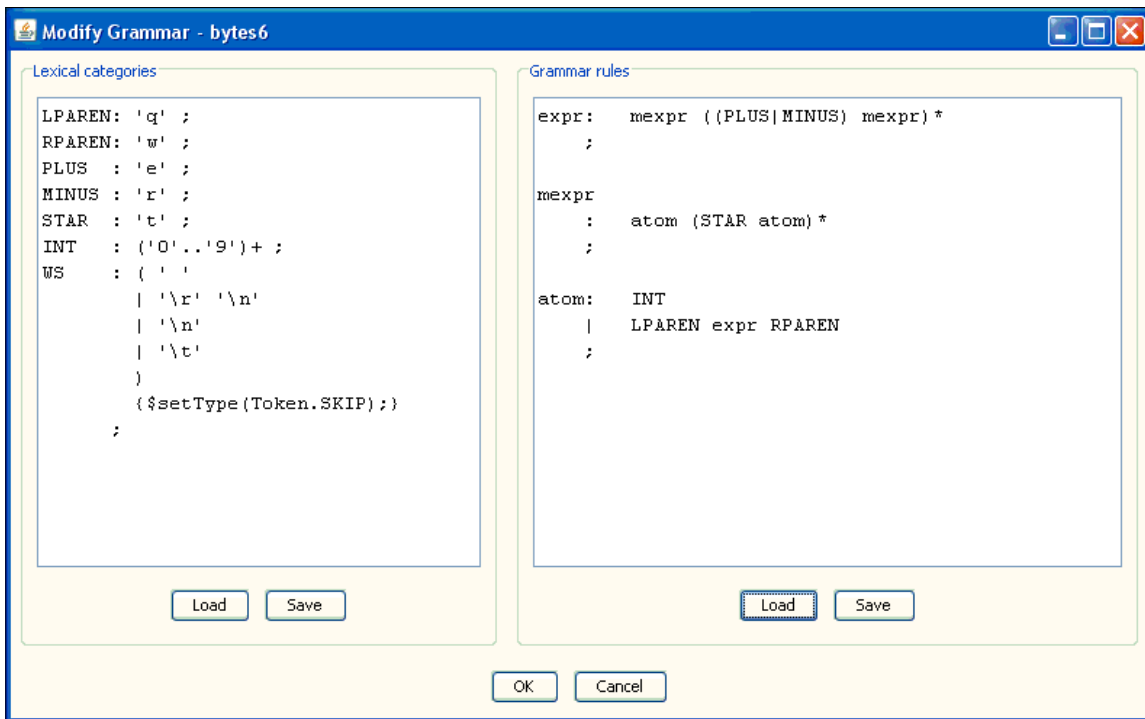 Modify Grammar - bytes6
Lexical categories
LPAREN: 'q' ;
RPAREN: 'w' ;
PLUS  : 'e' ;
MINUS : 'r' ;
STAR  : 't' ;
INT   : ('0'..'9')+ ;
WS    : ( ' '
        | '\r' '\n'
        | '\n'
        | '\t'
        )
        {$setType(Token.SKIP);}
      ;
Load Save
Grammar rules
expr:   mexpr ((PLUS|MINUS) mexpr)*
    ;
mexpr
    :   atom (STAR atom)*
    ;
atom:   INT
    |   LPAREN expr RPAREN
    ;
Load Save
OK Cancel